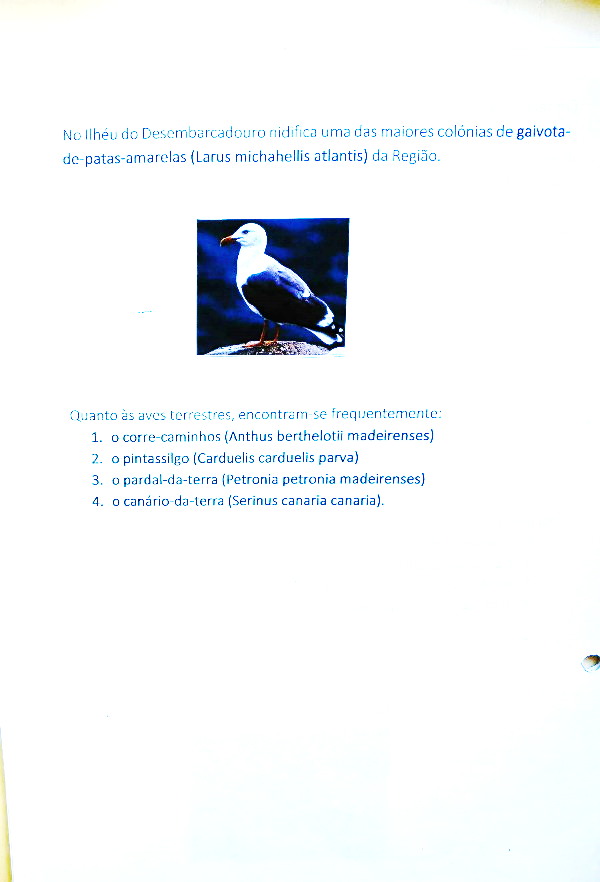 No Ilhéu do Desembarcadouro nidifica uma das maiores colónias de gaivota-
de-patas-amarelas (Larus michahellis atlantis) da Região.
Quanto às aves terrestres, encontram-se frequentemente:
1. o corre-caminhos (Anthus berthelotii madeirenses)
2. o pintassilgo (Carduelis carduelis parva)
3. o pardal-da-terra (Petronia petronia madeirenses)
4. o canário-da-terra (Serinus canaria canaria).